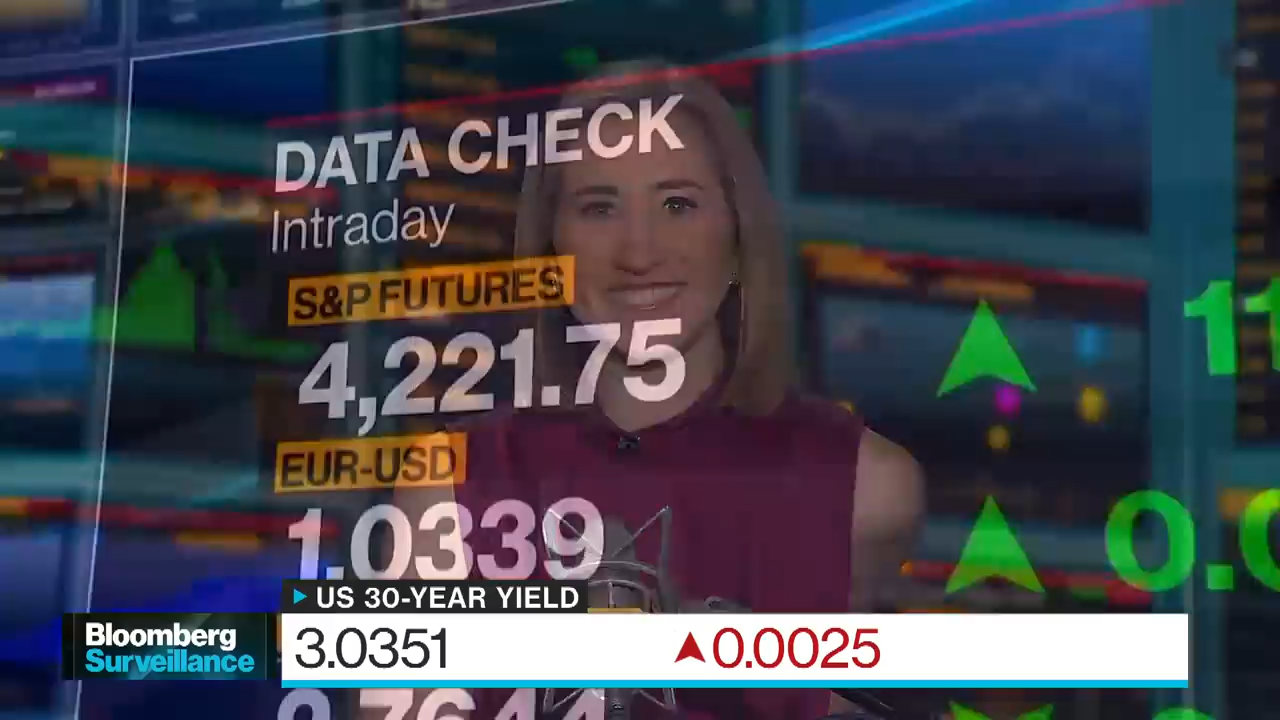 DATA CHECK
Intraday
S&P FUTURES
4,221.75
EUR-USD
1.0339
US 30-YEAR YIELD
Bloomberg
Surveillance
3.0351
0.0025